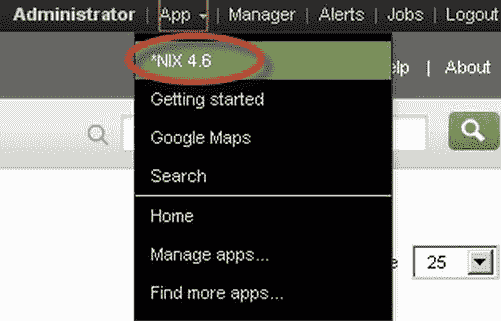 Administrator | App | Manager | Alerts | Jobs | Logout
*NIX 4.6
elp | About
Getting started
Google Maps
Search
Home
Manage apps...
e 25
Find more apps...